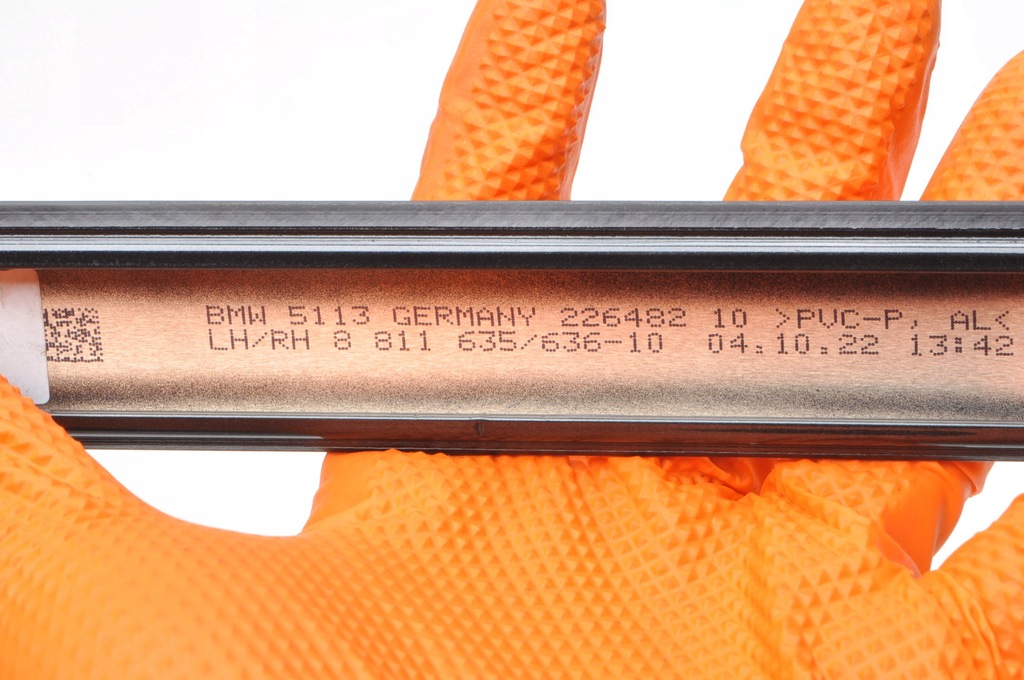 BMW 5113 GERMANY 226482 10 >PVC-P, AL<
LH/RH 8 811 635/636-10 04.10.22 13:42